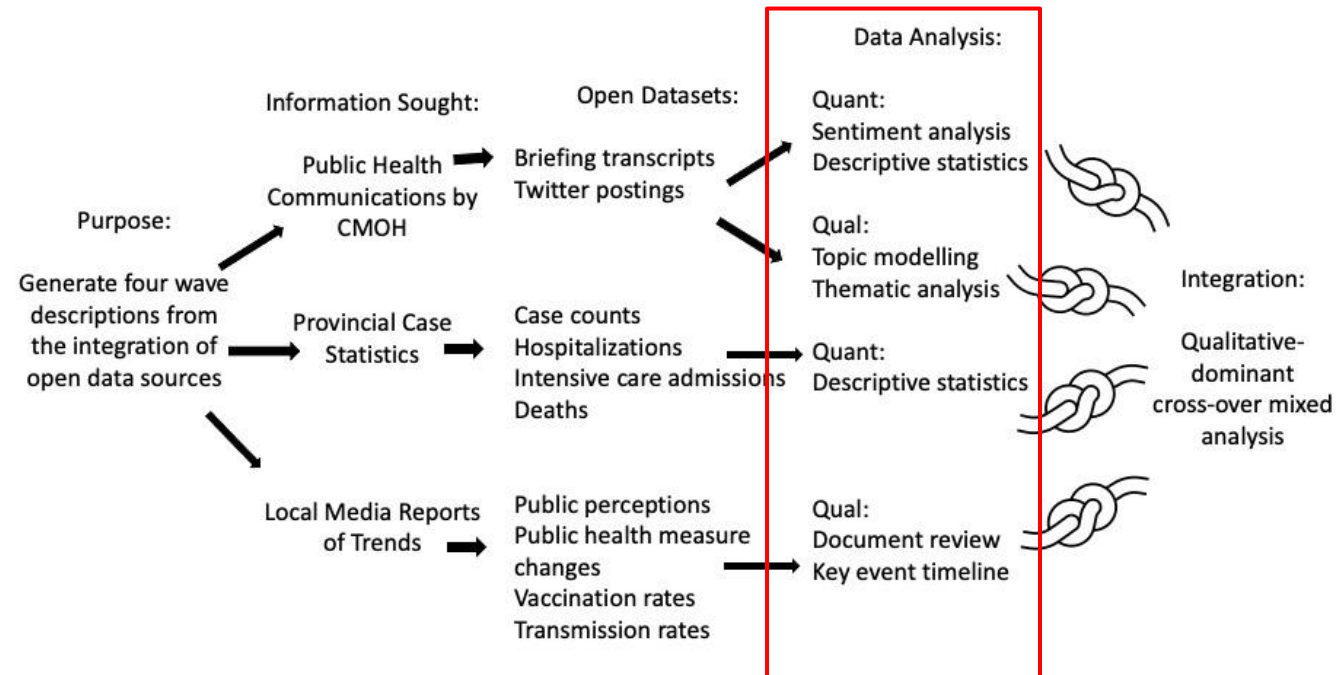 Purpose:
Generate four wave
descriptions from
the integration of
open data sources
Information Sought:
Public Health
Communications by
CMOH
Provincial Case
Statistics
Local Media Reports
of Trends
Open Datasets:
Briefing transcripts
Twitter postings
Case counts
Hospitalizations
Intensive care admissions
Deaths
Public perceptions
Public health measure
changes
Vaccination rates
Transmission rates
Data Analysis:
Quant:
Sentiment analysis
Descriptive statistics
Qual:
Topic modelling
Thematic analysis
Quant:
Descriptive statistics
Qual:
Document review
Key event timeline
Integration:
Qualitative-
dominant
cross-over mixed
analysis